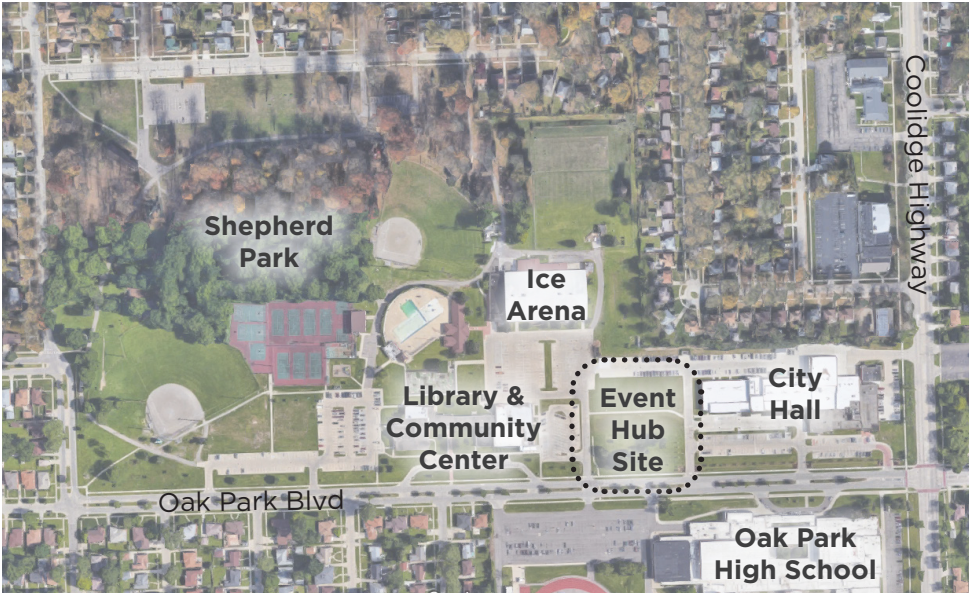 Coolidge Highway
Shepherd
Park
Ice
Arena
City
Hall
Library &
Community
Center
Event
Hub
Site
Oak Park Blvd
Oak Park
High School